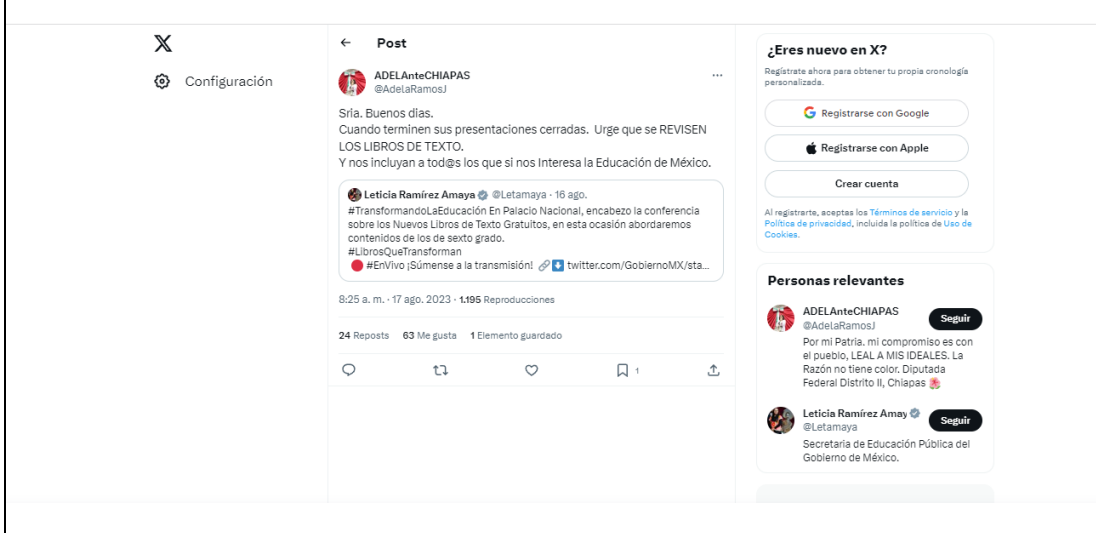 Configuración
Post
ADELAnteCHIAPAS
@AdelaRamosJ
Sria. Buenos dias.
Cuando terminen sus presentaciones cerradas. Urge que se REVISEN
LOS LIBROS DE TEXTO.
Y nos incluyan a tod@s los que si nos Interesa la Educación de México.
Leticia Ramírez Amaya @Letamaya · 16 ago.
#TransformandoLaEducación En Palacio Nacional, encabezo la conferencia
sobre los Nuevos Libros de Texto Gratuitos, en esta ocasión abordaremos
contenidos de los de sexto grado.
#LibrosQueTransforman
#EnVivo ¡Súmense a la transmisión! twitter.com/GobiernoMX/sta...
8:25 a. m. · 17 ago. 2023 · 1.195 Reproducciones
24 Reposts 63 Me gusta 1 Elemento guardado
1
¿Eres nuevo en X?
Regístrate ahora para obtener tu propia cronología
personalizada.
Registrarse con Google
Registrarse con Apple
Crear cuenta
Al registrarte, aceptas los Términos de servicio y la
Política de privacidad, incluida la política de Uso de
Cookies.
Personas relevantes
ADELAnteCHIAPAS
@AdelaRamosJ
Seguir
Por mi Patria. mi compromiso es con
el pueblo, LEAL A MIS IDEALES. La
Razón no tiene color. Diputada
Federal Distrito II, Chiapas
Leticia Ramírez Amay
@Letamaya
Seguir
Secretaria de Educación Pública del
Gobierno de México.